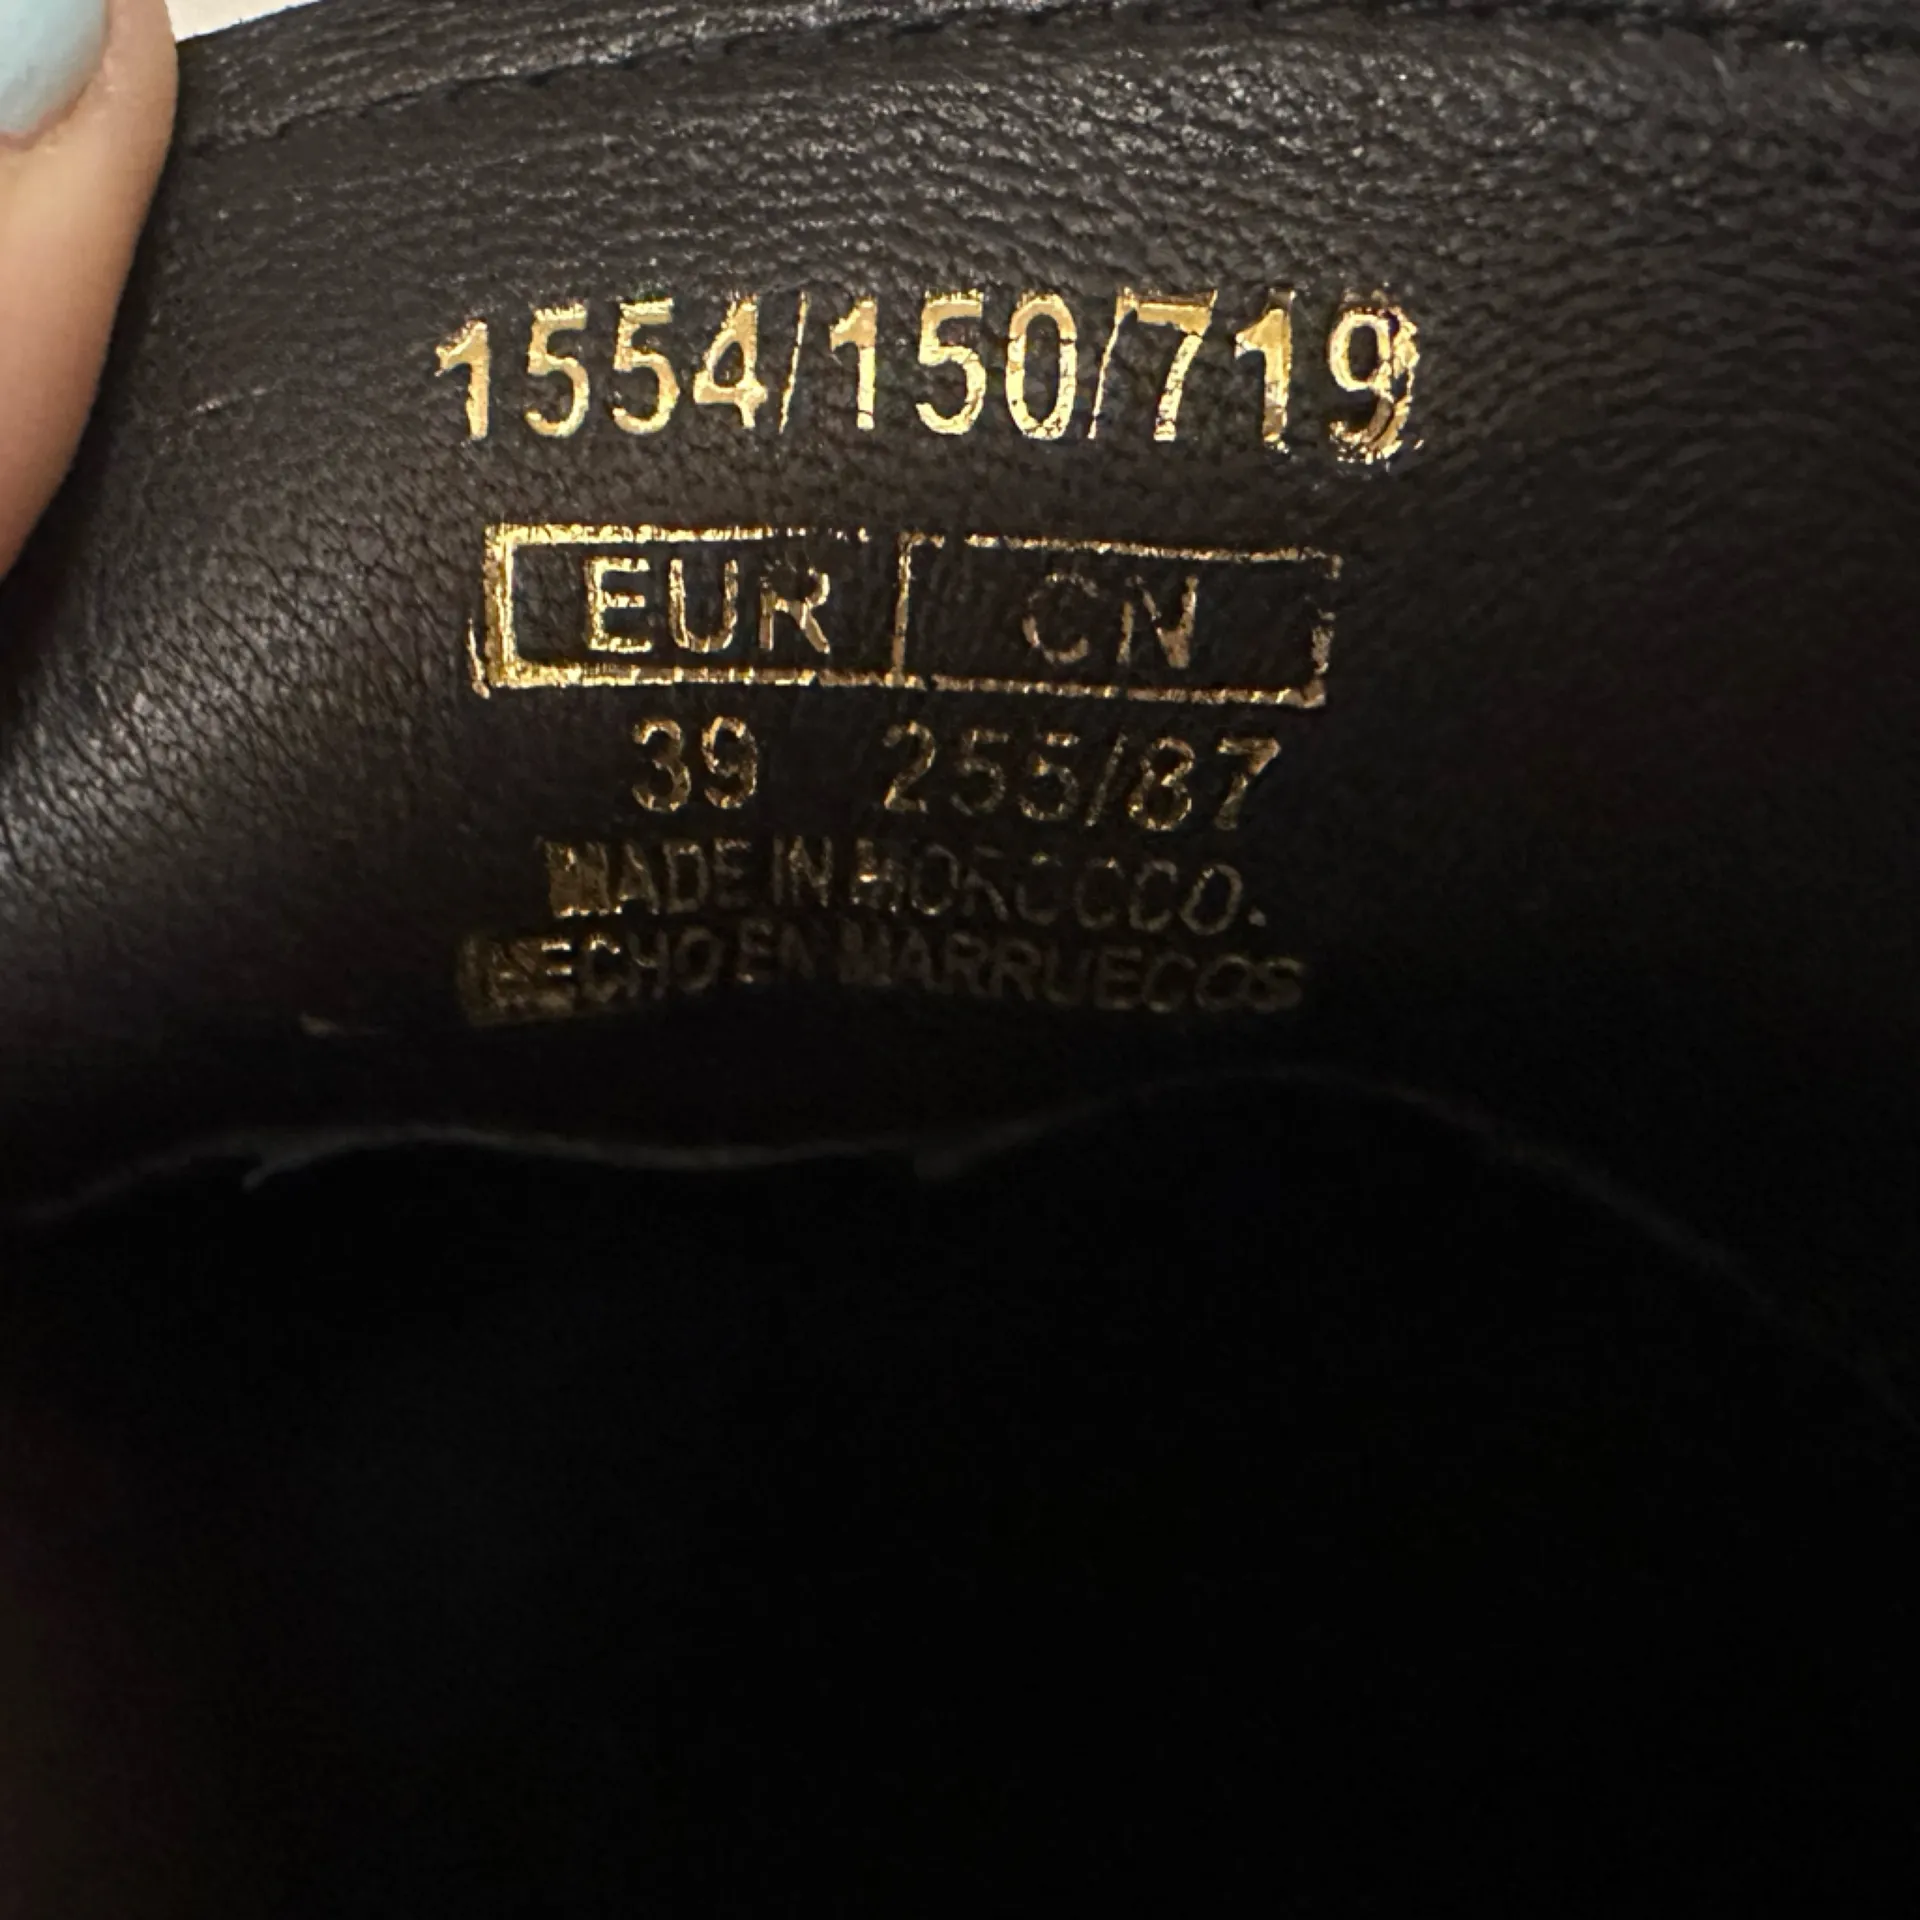 1554/150/719
EUR CN
39 255/87
MADE IN MOROCCO.
HECHO EN MARRUECOS